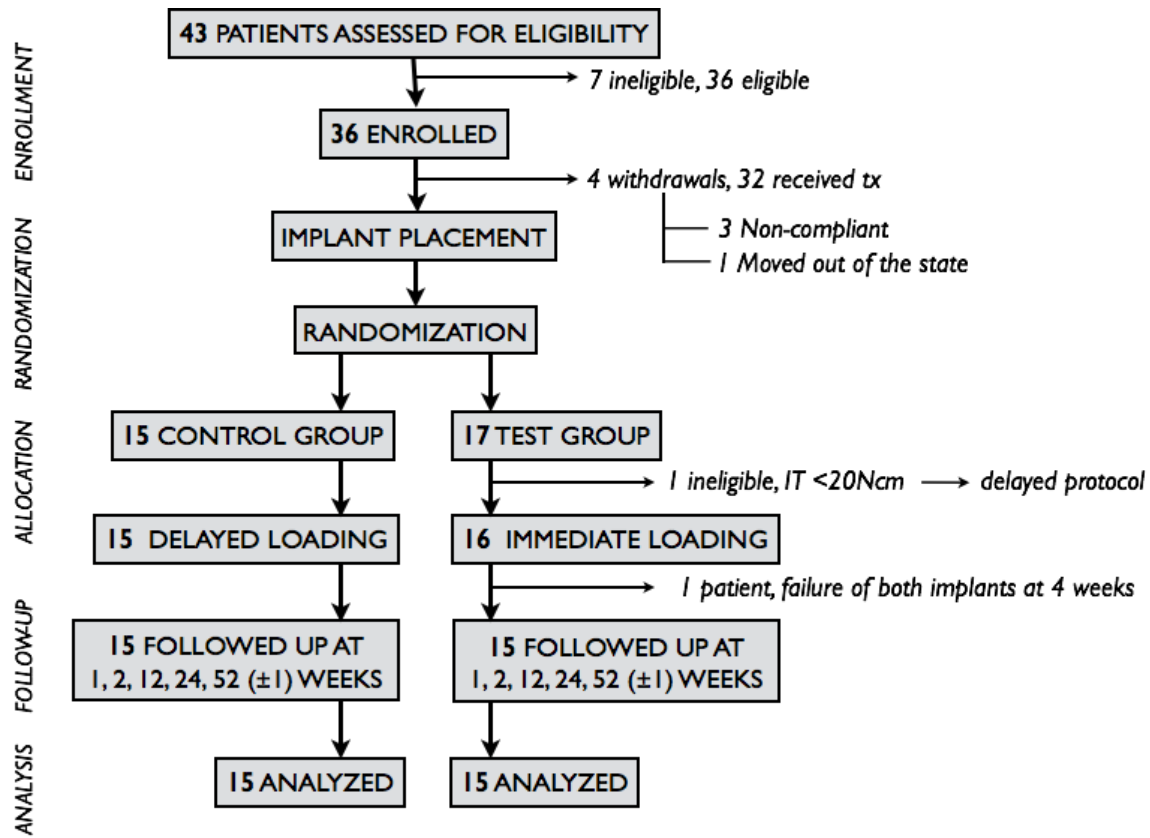 ENROLLMENT
43 PATIENTS ASSESSED FOR ELIGIBILITY
7 ineligible, 36 eligible
36 ENROLLED
4 withdrawals, 32 received tx
3 Non-compliant
1 Moved out of the state
RANDOMIZATION
IMPLANT PLACEMENT
RANDOMIZATION
ALLOCATION
15 CONTROL GROUP
17 TEST GROUP
1 ineligible, IT <20Ncm
delayed protocol
15 DELAYED LOADING
16 IMMEDIATE LOADING
1 patient, failure of both implants at 4 weeks
FOLLOW-UP
15 FOLLOWED UP AT
1, 2, 12, 24, 52 (±1) WEEKS
15 FOLLOWED UP AT
1, 2, 12, 24, 52 (±1) WEEKS
ANALYSIS
15 ANALYZED
15 ANALYZED